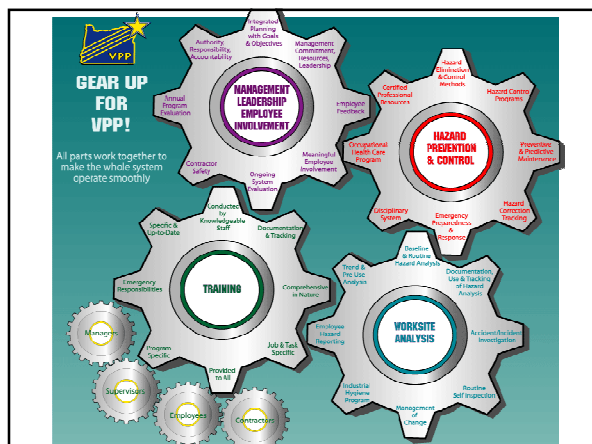 VPP
GEAR UP
FOR
VPP!
All parts work together to
make the whole system
operate smoothly
MANAGEMENT
LEADERSHIP
EMPLOYEE
INVOLVEMENT
Integrated
Planning
with Goals
& Objectives
Management
Commitment,
Resources,
Leadership
Employee
Feedback
Meaningful
Employee
Involvement
Ongoing
System
Evaluation
Contractor
Safety
Annual
Program
Evaluation
Authority,
Responsibility,
Accountability
HAZARD
PREVENTION
& CONTROL
Hazard
Elimination
& Control
Methods
Hazard Contro
Programs
Preventive
& Predictive
Maintenance
Hazard
Correction
Tracking
Emergency
Preparedness
&
Response
Disciplinary
System
Occupational
Health Care
Program
Certified
Professional
Resources
TRAINING
Conducted
by
Knowledgeable
Staff
Documentation
& Tracking
Comprehensive
in Nature
Job & Task
Specific
Provided
to All
Program
Specific
Emergency
Responsibilities
Specific &
Up-to-Date
WORKSITE
ANALYSIS
Baseline
& Routine
Hazard Analysis
Documentation,
Use & Tracking
of Hazard
Analysis
Accident/Incident
Investigation
Routine
Self Inspection
Management
of
Change
Industria
Hygiene
Program
Employee
Hazard
Reporting
Trend &
Pre Use Analysis
Managers
Supervisors
Employees
Contractors